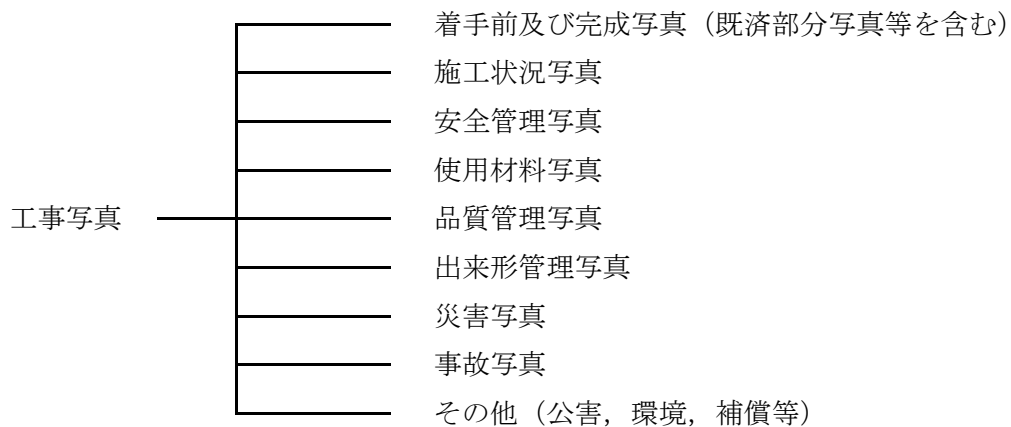 着手前及び完成写真（既済部分写真等を含む）
施工状況写真
安全管理写真
使用材料写真
工事写真
品質管理写真
出来形管理写真
災害写真
事故写真
その他（公害，環境，補償等）